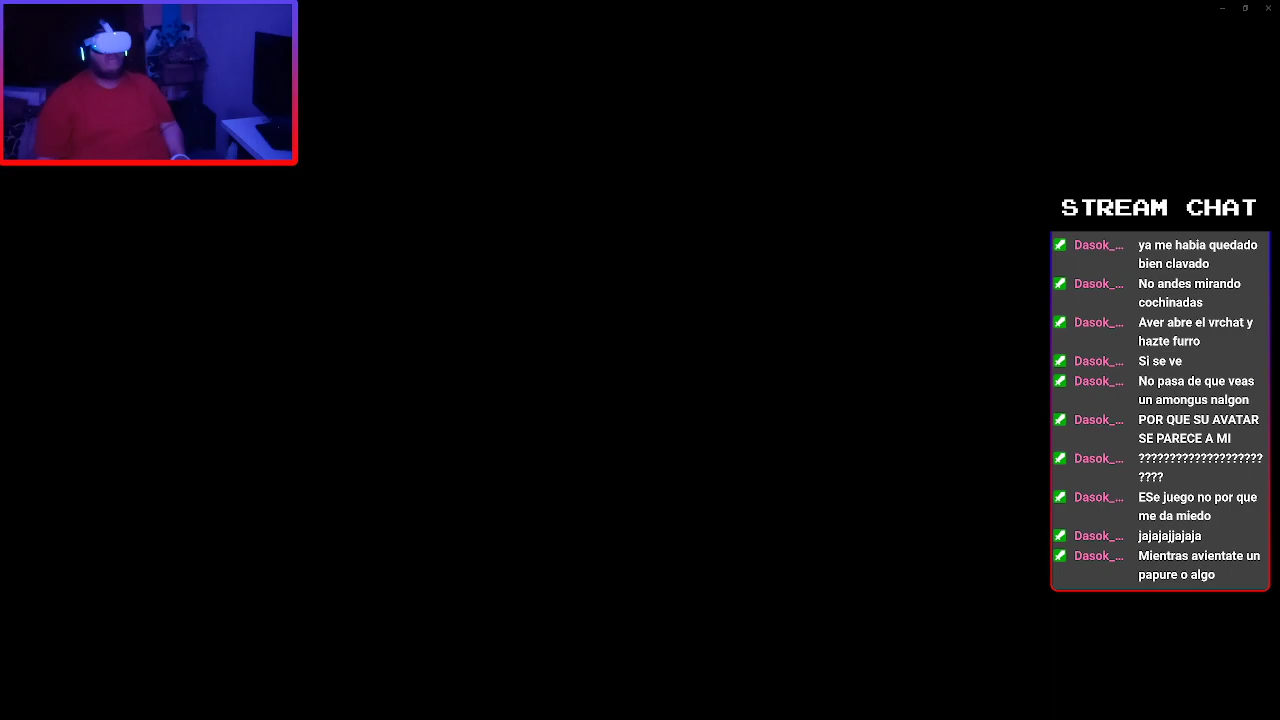 STREAM CHAT
Dasok_... ya me habia quedado
bien clavado
Dasok_... No andes mirando
cochinadas
Dasok_... Aver abre el vrchat y
hazte furro
Dasok_... Si se ve
Dasok_... No pasa de que veas
un amongus nalgon
Dasok_... POR QUE SU AVATAR
SE PARECE A MI
Dasok_... ????????????????????
????
Dasok_... ESe juego no por que
me da miedo
Dasok_... jajajajjajaja
Dasok_... Mientras avientate un
papure o algo